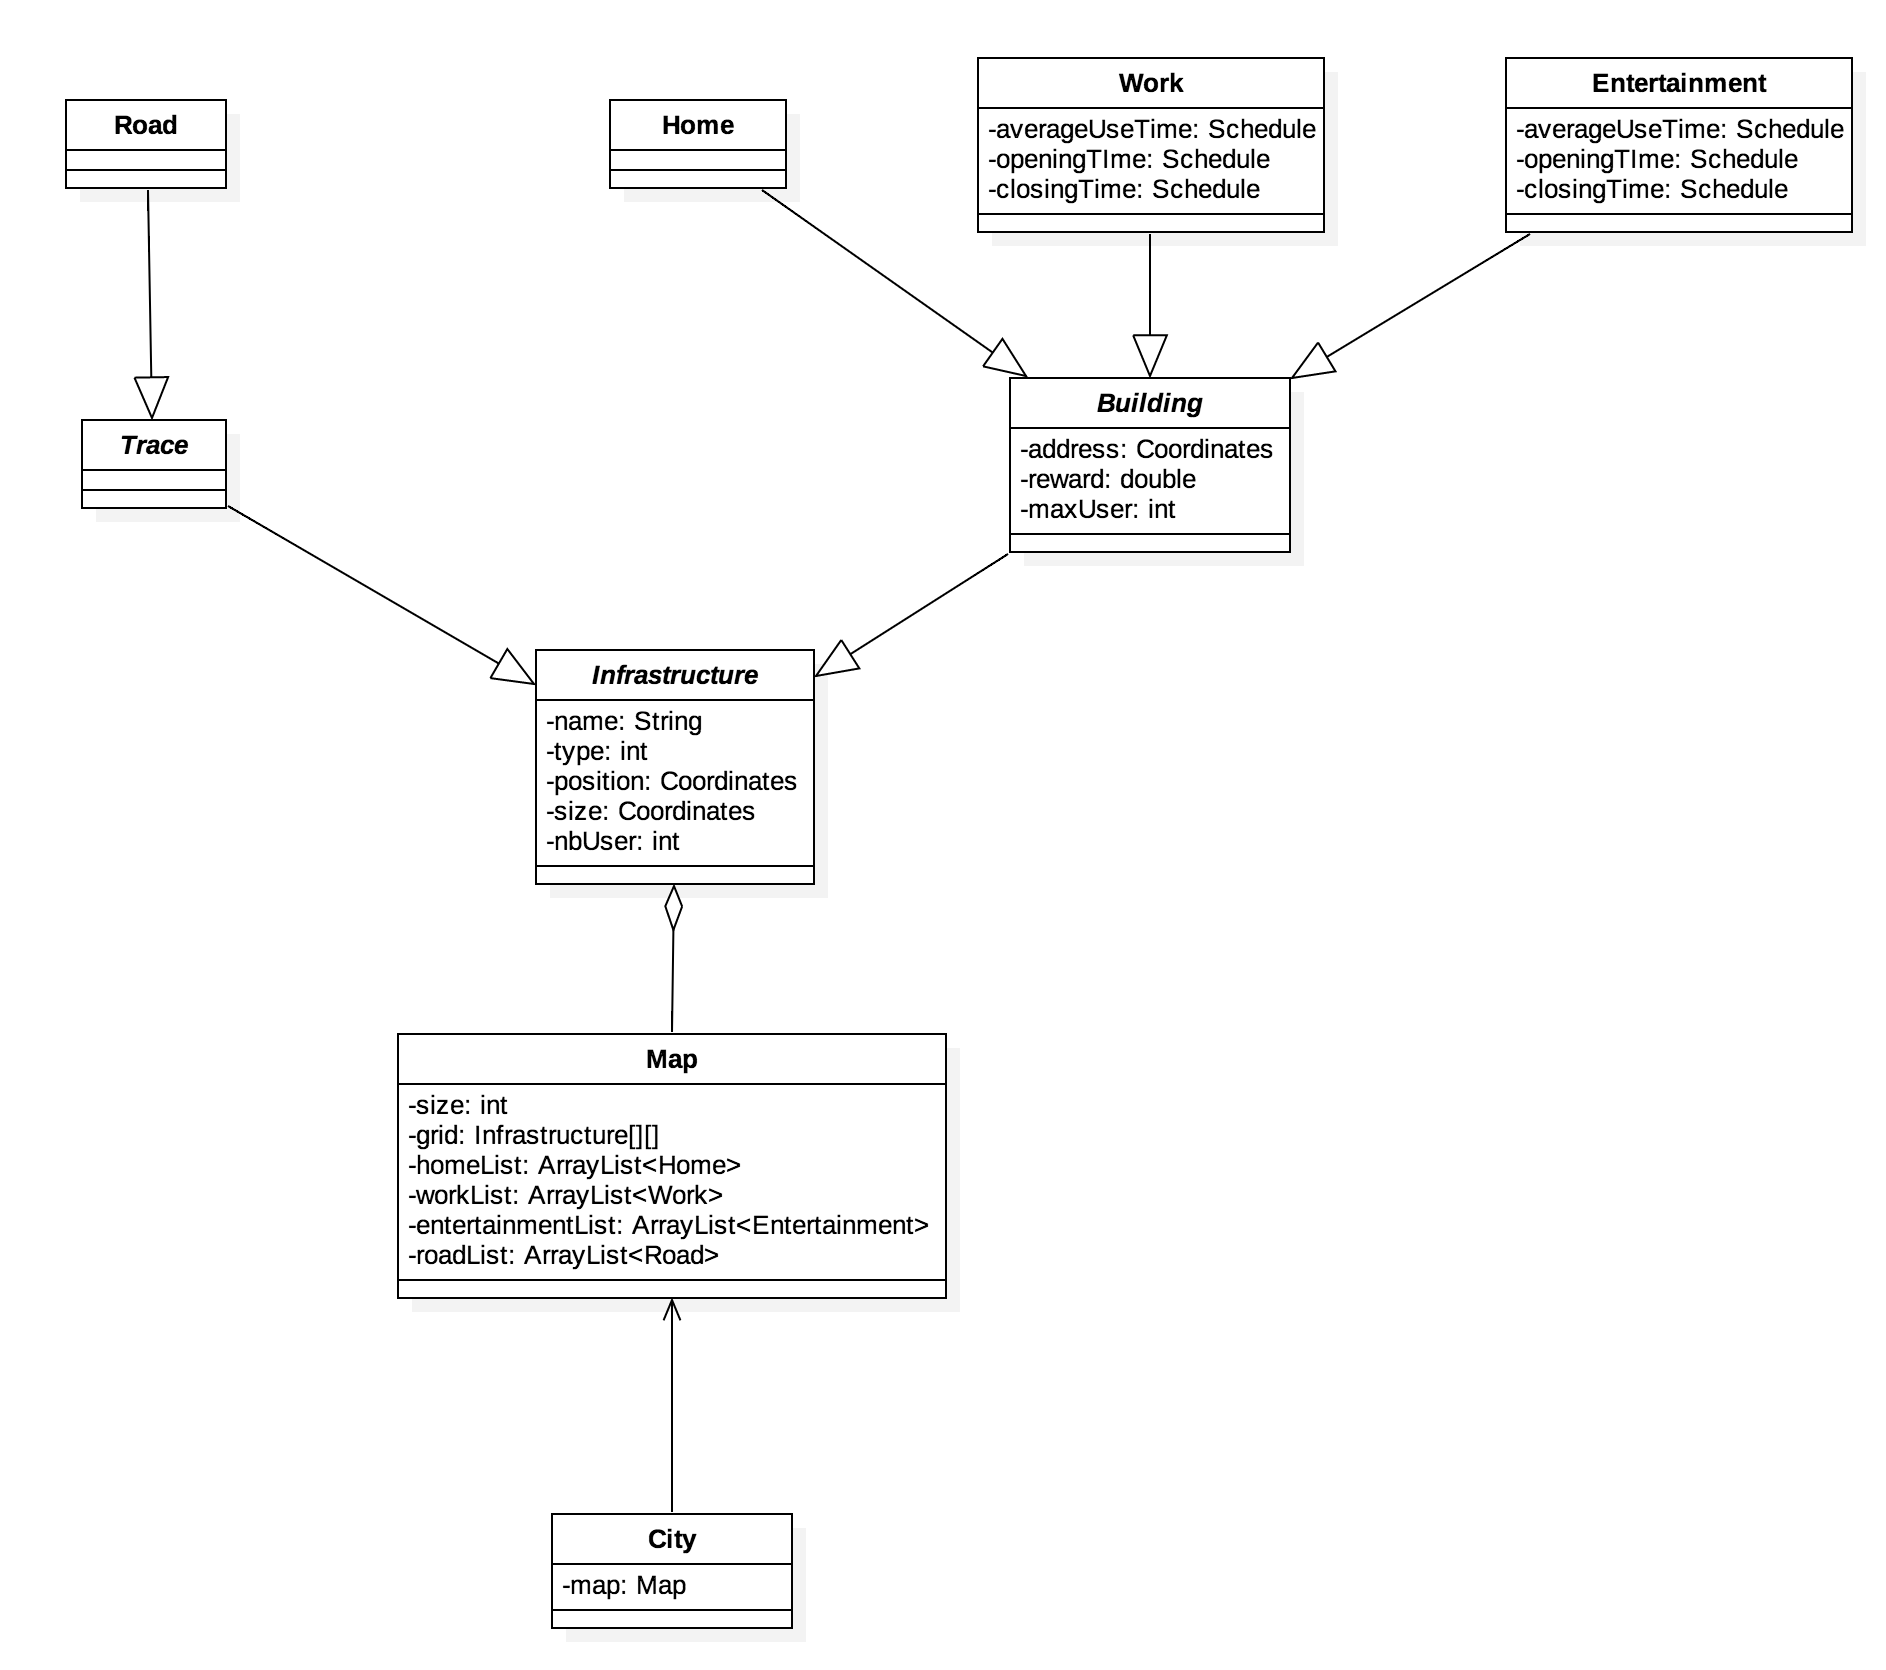 Road
Home
Work
-averageUseTime: Schedule
-openingTIme: Schedule
-closingTime: Schedule
Entertainment
-averageUseTime: Schedule
-openingTIme: Schedule
-closingTime: Schedule
Trace
Building
-address: Coordinates
-reward: double
-maxUser: int
Infrastructure
-name: String
-type: int
-position: Coordinates
-size: Coordinates
-nbUser: int
Map
-size: int
-grid: Infrastructure[][]
-homeList: ArrayList<Home>
-workList: ArrayList<Work>
-entertainmentList: ArrayList<Entertainment>
-roadList: ArrayList<Road>
City
-map: Map